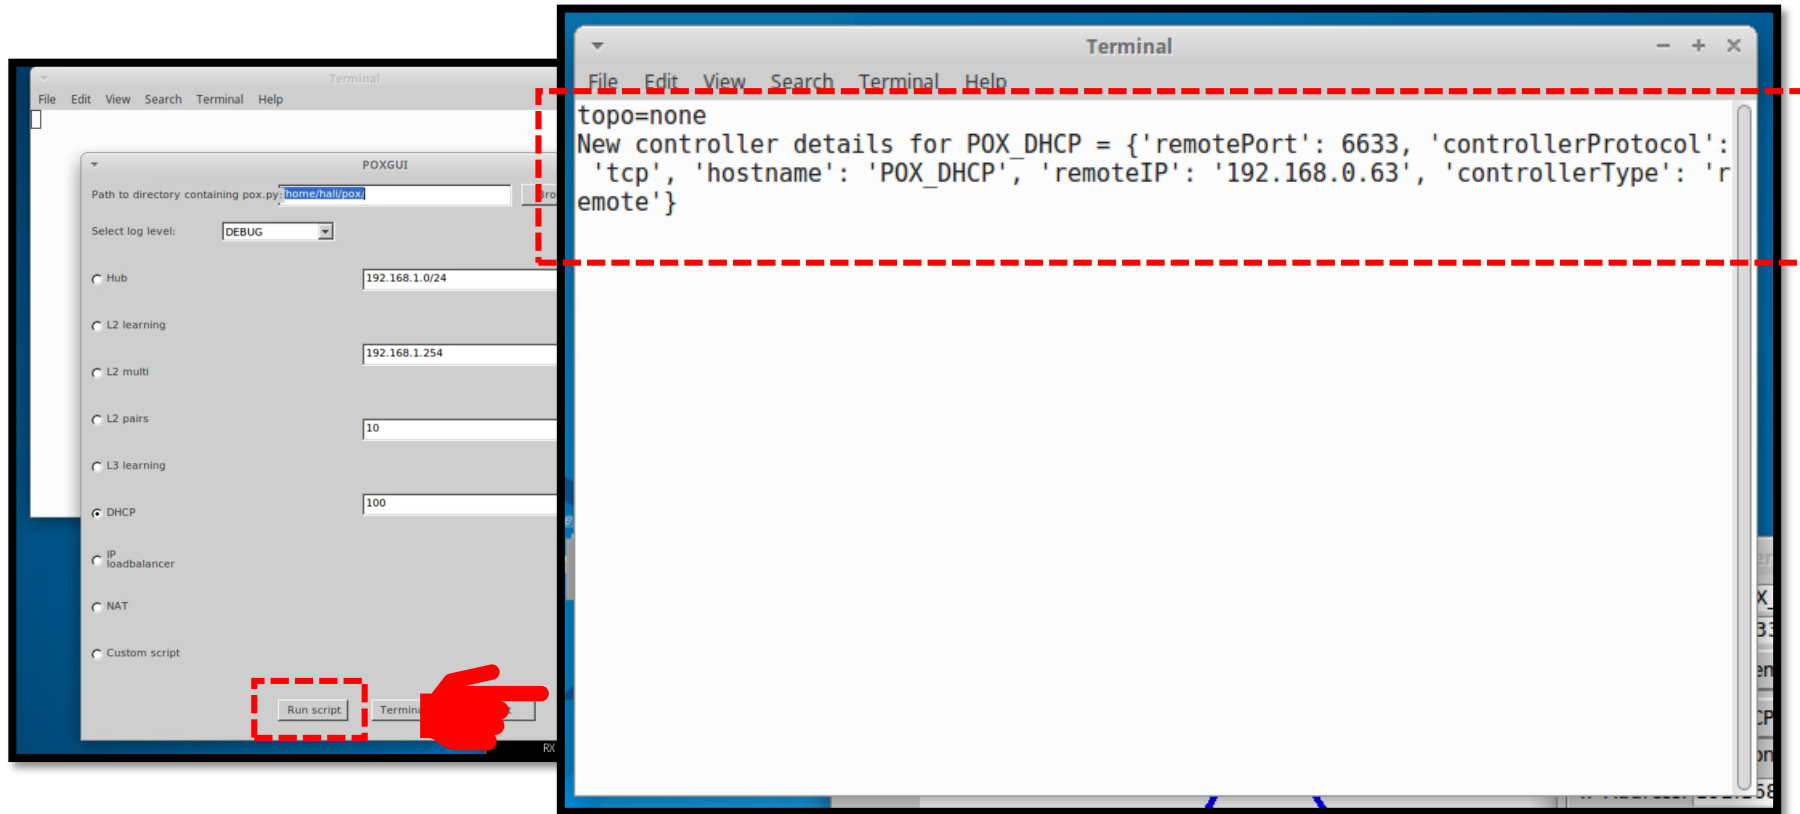 Terminal
File Edit View Search Terminal Help
POXGUI
Path to directory containing pox.py: home/hali/pox/
Select log level: DEBUG
Hub
192.168.1.0/24
L2 learning
192.168.1.254
L2 multi
L2 pairs
10
L3 learning
100
DHCP
IP
loadbalancer
NAT
Custom script
Run script
RX
Terminal
File Edit View Search Terminal Help
topo=none
New controller details for POX_DHCP = {'remotePort': 6633, 'controllerProtocol':
'tcp', 'hostname': 'POX_DHCP', 'remoteIP': '192.168.0.63', 'controllerType': 'r
emote'}